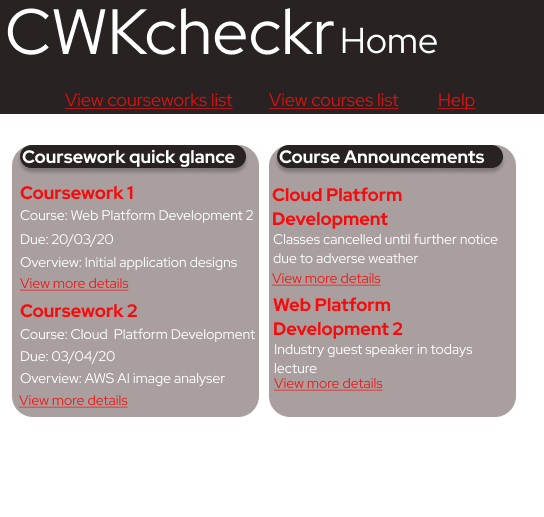 CWKcheckr Home
View courseworks list View courses list Help
Coursework quick glance
Coursework 1
Course: Web Platform Development 2
Due: 20/03/20
Overview: Initial application designs
View more details
Coursework 2
Course: Cloud Platform Development
Due: 03/04/20
Overview: AWS AI image analyser
View more details
Course Announcements
Cloud Platform
Development
Classes cancelled until further notice
due to adverse weather
View more details
Web Platform
Development 2
Industry guest speaker in todays
lecture
View more details